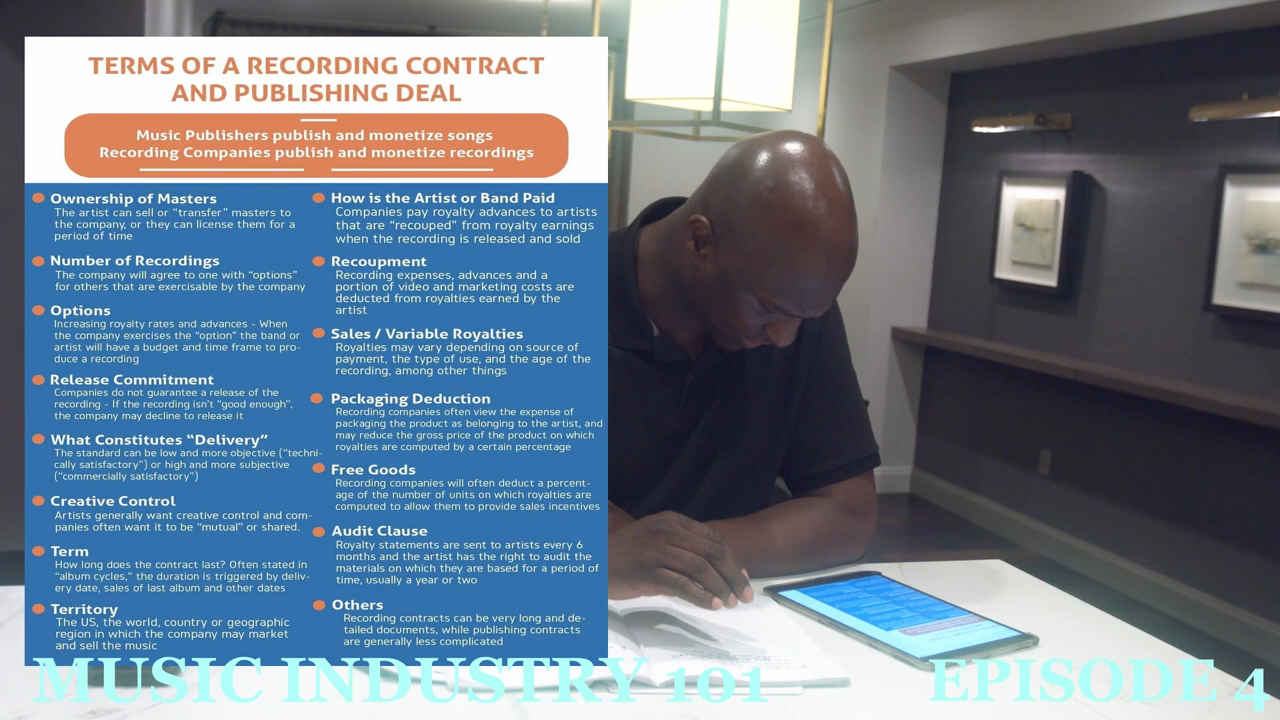 TERMS OF A RECORDING CONTRACT
AND PUBLISHING DEAL
Music Publishers publish and monetize songs
Recording Companies publish and monetize recordings
Ownership of Masters
The artist can sell or "transfer" masters to
the company, or they can license them for a
period of time
Number of Recordings
The company will agree to one with "options"
for others that are exercisable by the company
Options
Increasing royalty rates and advances - When
the company exercises the "option" the band or
artist will have a budget and time frame to pro-
duce a recording
Release Commitment
Companies do not guarantee a release of the
recording - If the recording isn't "good enough",
the company may decline to release it
What Constitutes "Delivery"
The standard can be low and more objective ("techni-
cally satisfactory") or high and more subjective
("commercially satisfactory")
Creative Control
Artists generally want creative control and com-
panies often want it to be "mutual" or shared.
Term
How long does the contract last? Often stated in
"album cycles," the duration is triggered by deliv-
ery date, sales of last album and other dates
Territory
The US, the world, country or geographic
region in which the company may market
and sell the music
How is the Artist or Band Paid
Companies pay royalty advances to artists
that are "recouped" from royalty earnings
when the recording is released and sold
Recoupment
Recording expenses, advances and a
portion of video and marketing costs are
deducted from royalties earned by the
artist
Sales / Variable Royalties
Royalties may vary depending on source of
payment, the type of use, and the age of the
recording, among other things
Packaging Deduction
Recording companies often view the expense of
packaging the product as belonging to the artist, and
may reduce the gross price of the product on which
royalties are computed by a certain percentage
Free Goods
Recording companies will often deduct a percent-
age of the number of units on which royalties are
computed to allow them to provide sales incentives
Audit Clause
Royalty statements are sent to artists every 6
months and the artist has the right to audit the
materials on which they are based for a period of
time, usually a year or two
Others
Recording contracts can be very long and de-
tailed documents, while publishing contracts
are generally less complicated
MUSIC INDUSTRY 101
EPISODE 4